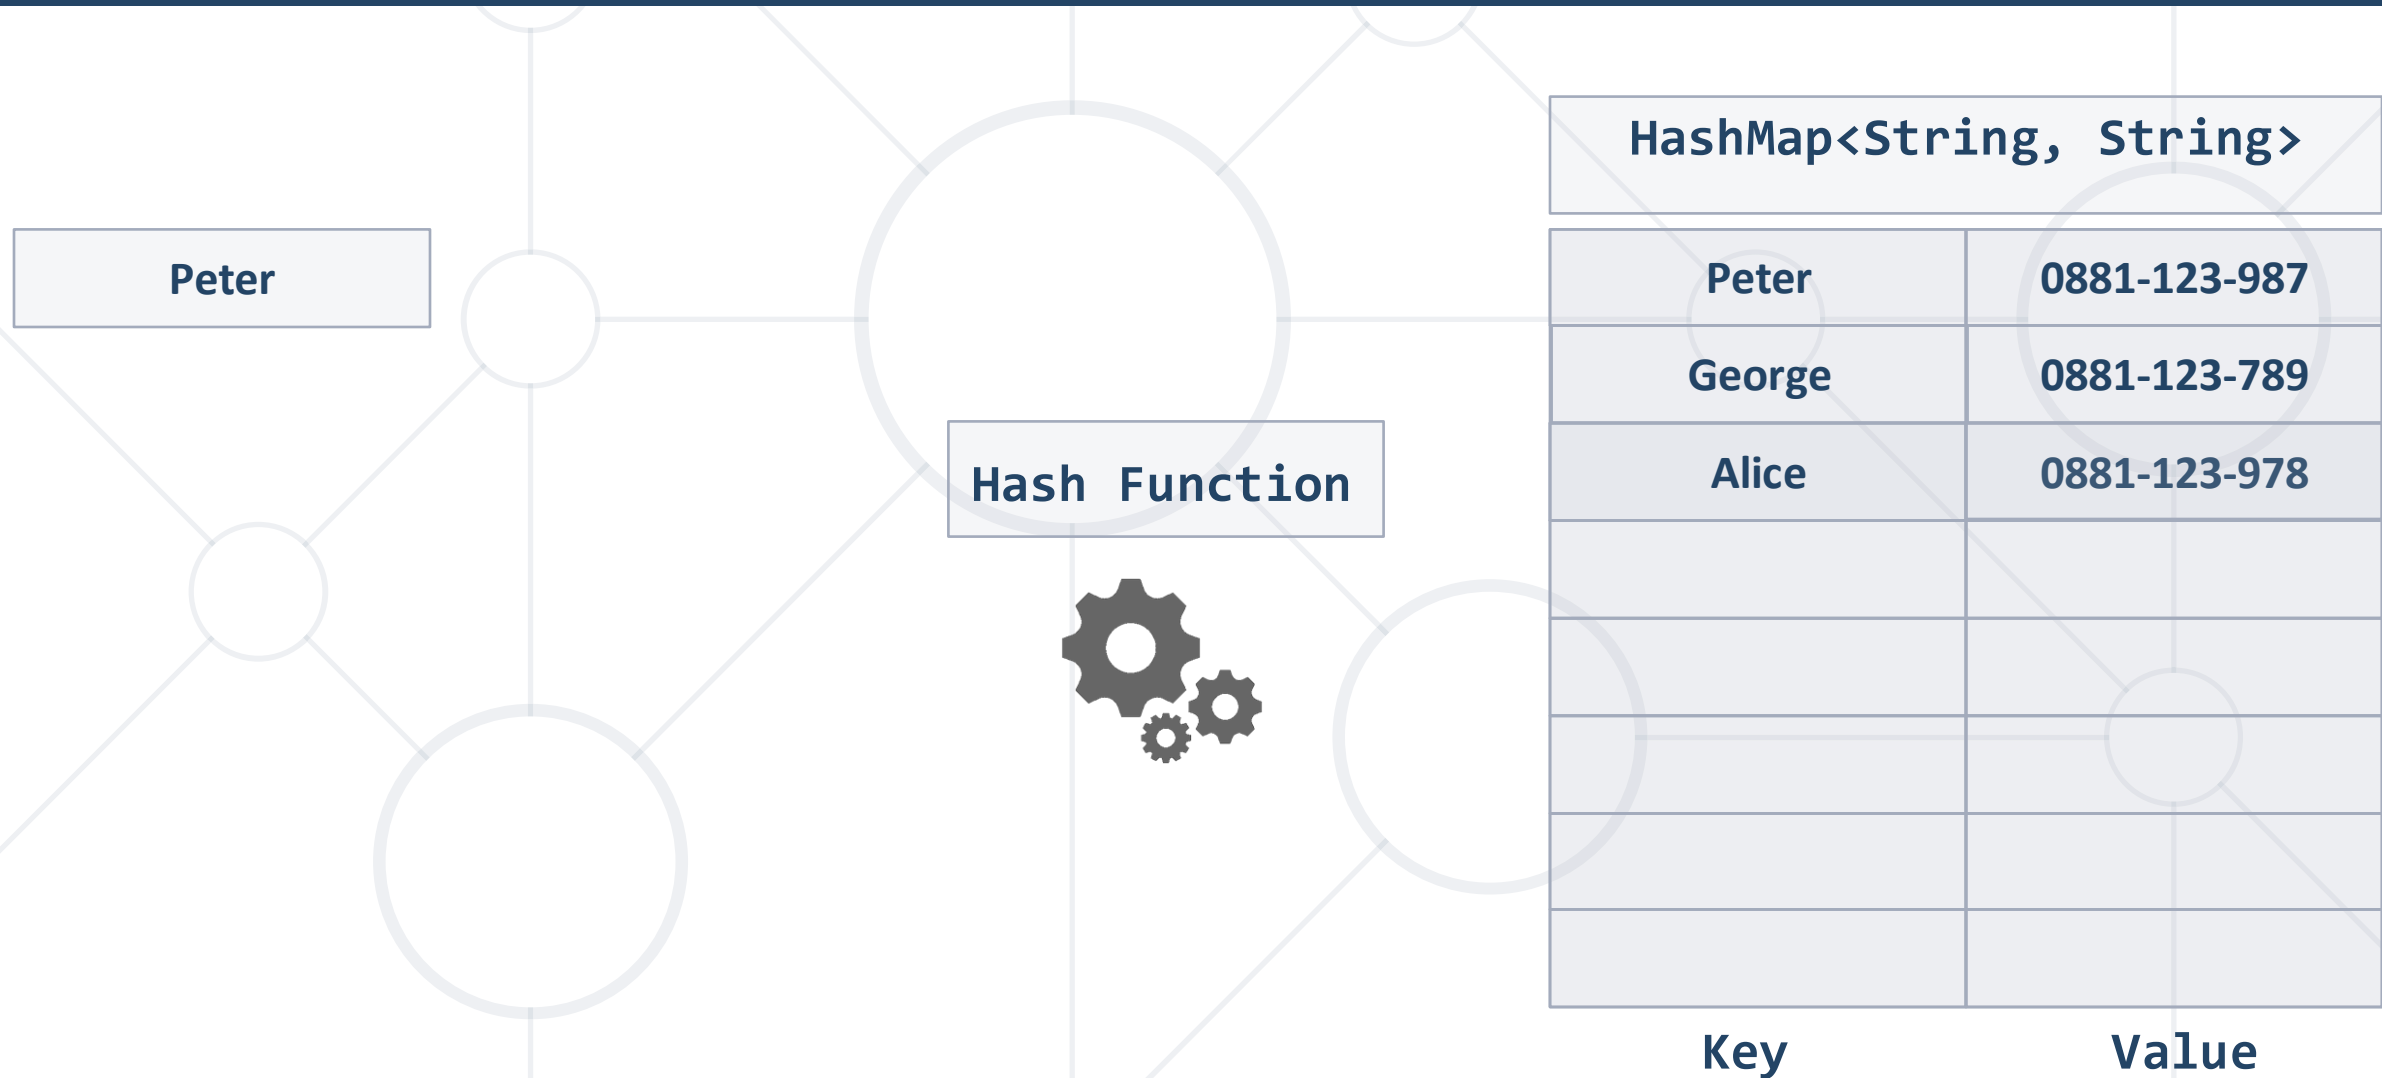 HashMap<String, String>
Peter
Peter 0881-123-987
George 0881-123-789
Alice 0881-123-978
Hash Function
Key Value